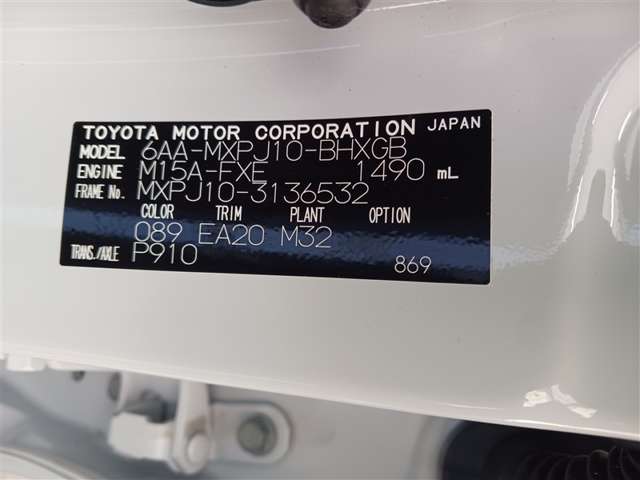 TOYOTA MOTOR CORPORATION JAPAN
MODEL 6AA-MXPJ10-BHXGB
ENGINE M15A-FXE 1490 mL
FRAME No. MXPJ10-3136532
COLOR TRIM PLANT OPTION
089 EA20 M32
TRANS./AXLE P910 869